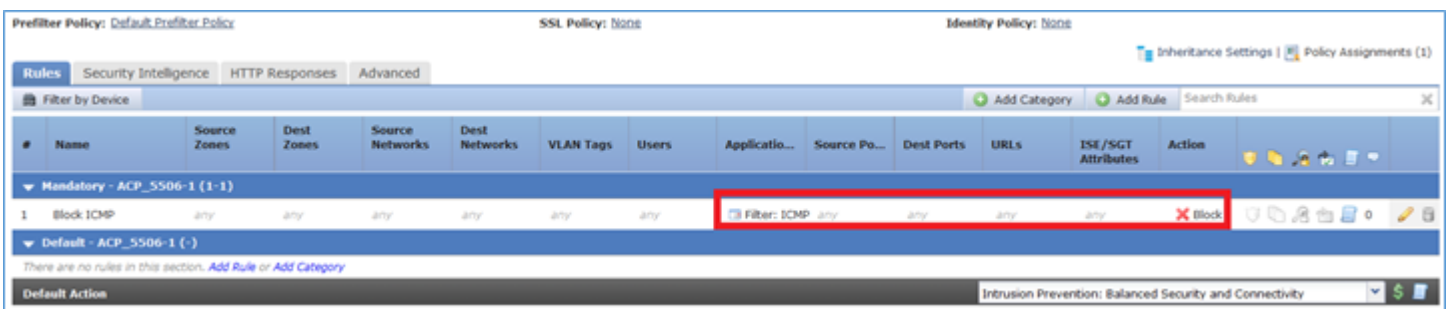 Prefilter Policy: Default Prefilter Policy SSL Policy: None Identity Policy: None
Inheritance Settings | Policy Assignments (1)
Rules Security Intelligence HTTP Responses Advanced
Filter by Device Add Category Add Rule Search Rules
# Name Source Zones Dest Zones Source Networks Dest Networks VLAN Tags Users Applicatio... Source Po... Dest Ports URLs ISE/SGT Attributes Action
Mandatory - ACP_5506-1 (1-1)
1 Block ICMP any any any any any any Filter: ICMP any any any any Block 0
Default - ACP_5506-1 (-)
There are no rules in this section. Add Rule or Add Category
Default Action Intrusion Prevention: Balanced Security and Connectivity